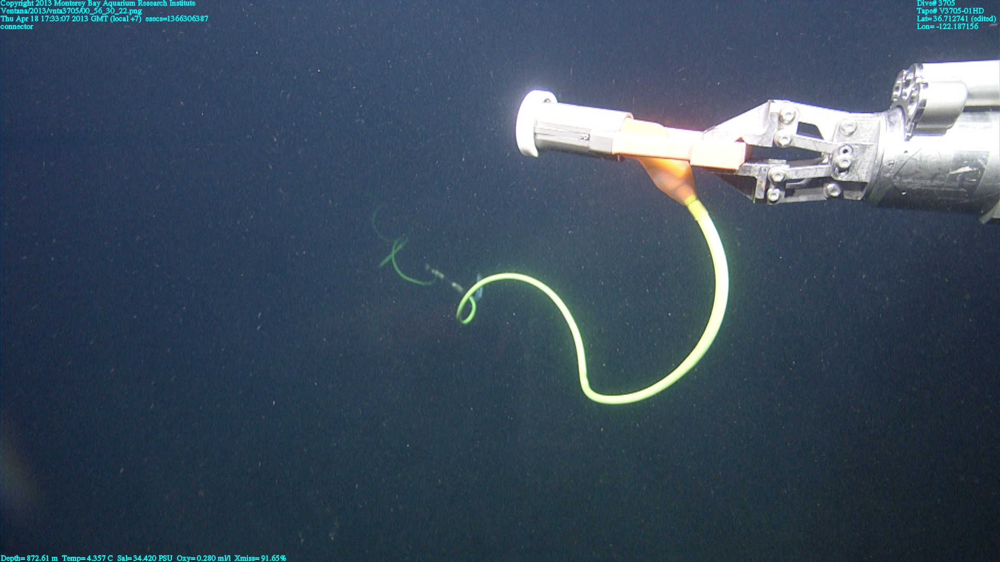 Copyright 2013 Monterey Bay Aquarium Research Institute
Ventana/2013/vnta3705/00_56_30_22.png
Thu Apr 18 17:33:07 2013 GMT (local +7) esecs=1366306387
connector
Dive# 3705
Tape# V3705-01HD
Lat= 36.712741 (edited)
Lon= -122.187156
Depth= 872.61 m Temp= 4.357 C Sal= 34.420 PSU Oxy= 0.280 ml/l Xmiss= 91.65%